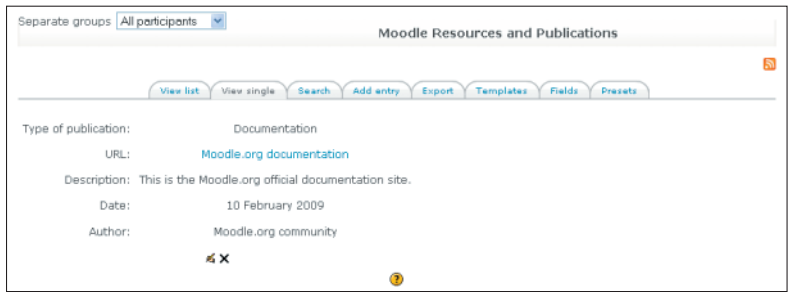 Separate groups All participants
Moodle Resources and Publications
View list View single Search Add entry Export Templates Fields Presets
Type of publication: Documentation
URL: Moodle.org documentation
Description: This is the Moodle.org official documentation site.
Date: 10 February 2009
Author: Moodle.org community
?